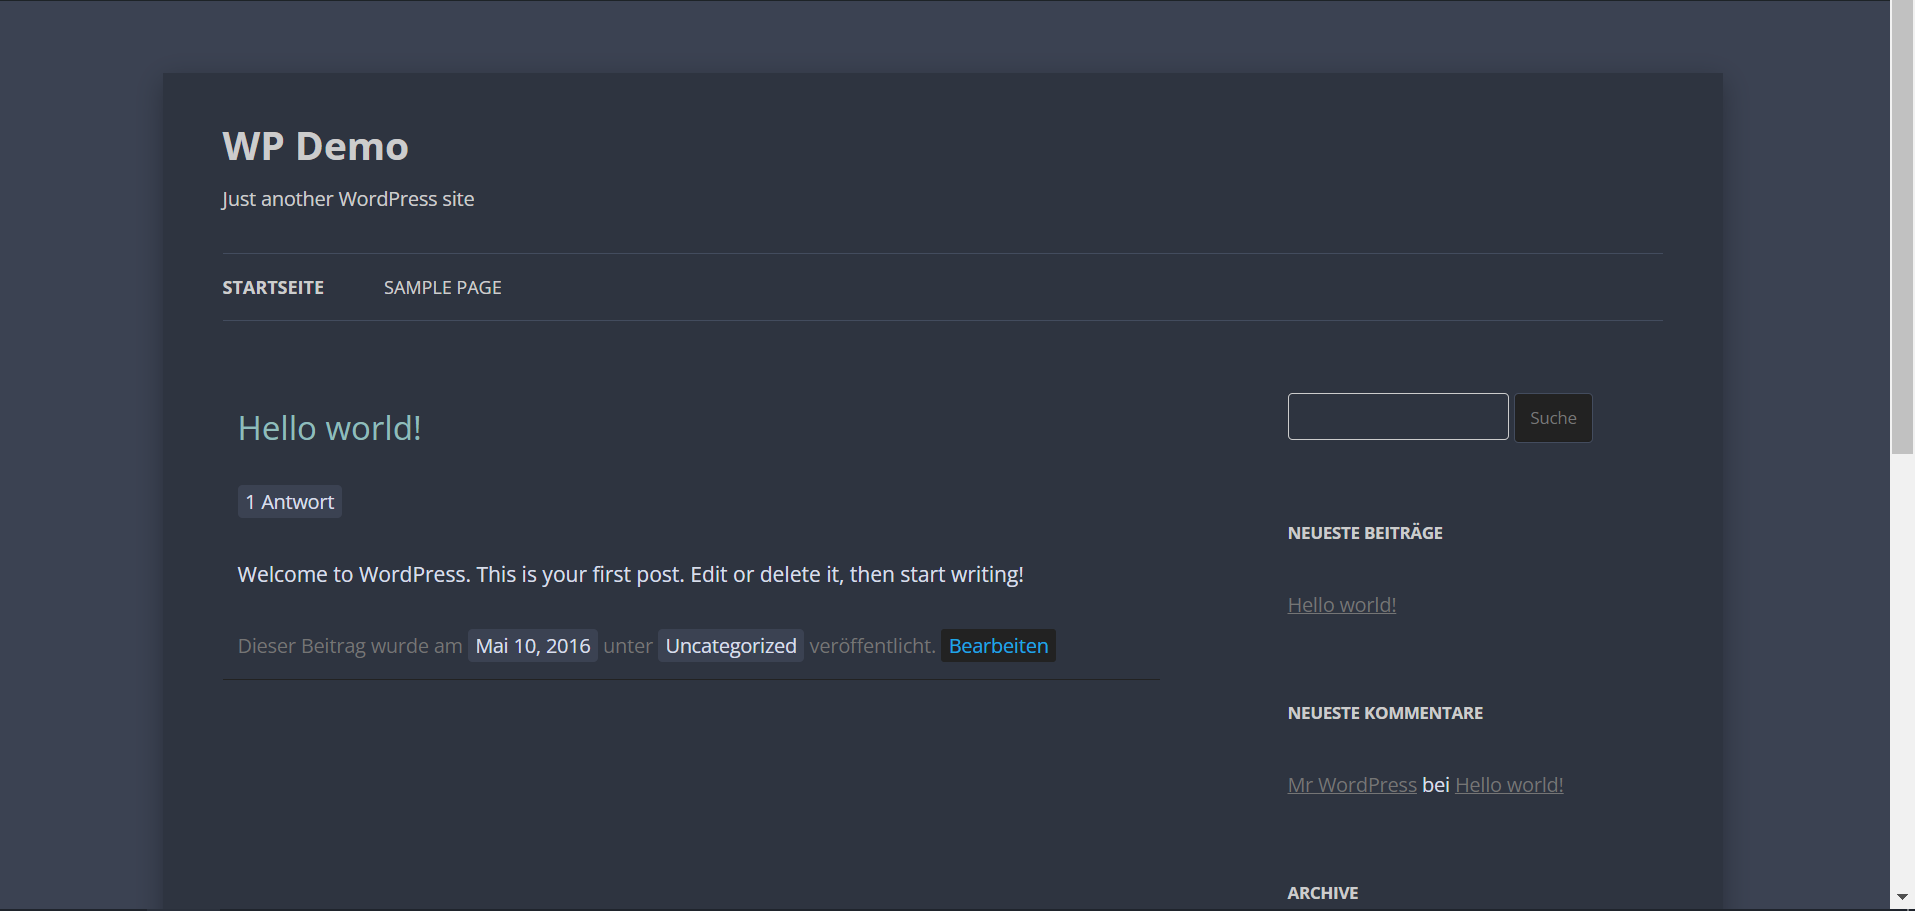 WP Demo
Just another WordPress site
STARTSEITE SAMPLE PAGE
Hello world!
1 Antwort
Welcome to WordPress. This is your first post. Edit or delete it, then start writing!
Dieser Beitrag wurde am Mai 10, 2016 unter Uncategorized veröffentlicht. Bearbeiten
Suche
NEUESTE BEITRÄGE
Hello world!
NEUESTE KOMMENTARE
Mr WordPress bei Hello world!
ARCHIVE